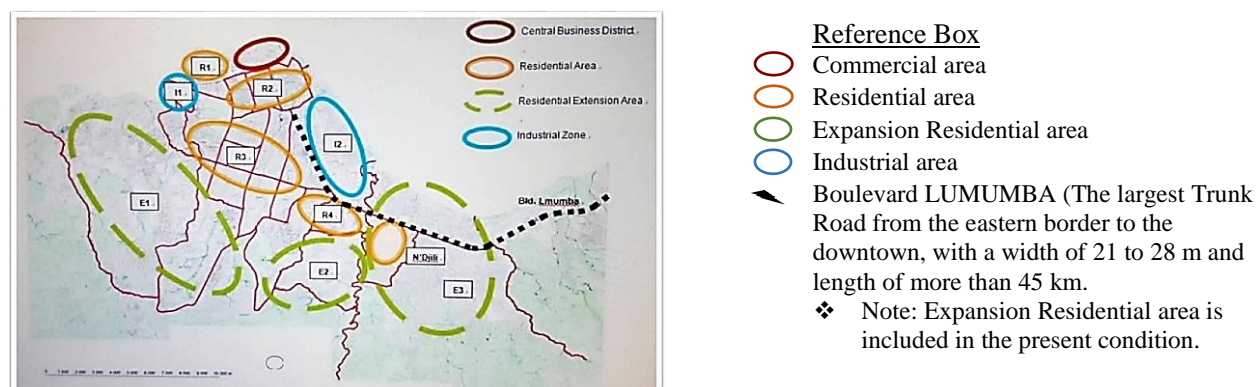 Central Business District
Residential Area
Residential Extension Area
Industrial Zone
R1
I1
R2
I2
R3
E1
R4
Bld. Lmumba
N'Djili
E2
E3
Reference Box
Commercial area
Residential area
Expansion Residential area
Industrial area
Boulevard LUMUMBA (The largest Trunk
Road from the eastern border to the
downtown, with a width of 21 to 28 m and
length of more than 45 km.
❖ Note: Expansion Residential area is
included in the present condition.